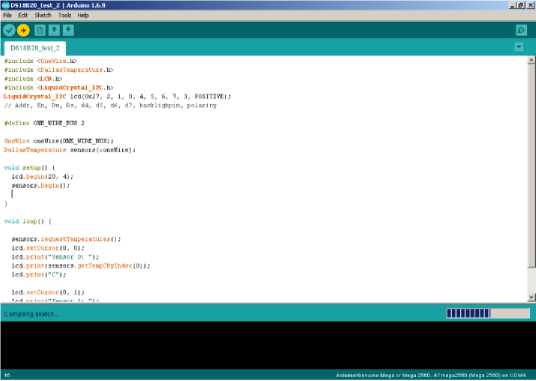 DS18B20_test_2 | Arduino 1.6.9
File Edit Sketch Tools Help
DS18B20_test_2
#include <OneWire.h>
#include <DallasTemperature.h>
#include <LCD.h>
#include <LiquidCrystal_I2C.h>
LiquidCrystal_I2C lcd(0x27, 2, 1, 0, 4, 5, 6, 7, 3, POSITIVE);
// Addr, En, Rw, Rs, d4, d5, d6, d7, backlighpin, polarity
#define ONE_WIRE_BUS 2
OneWire oneWire(ONE_WIRE_BUS);
DallasTemperature sensors(&oneWire);
void setup() {
lcd.begin(20, 4);
sensors.begin();
}
void loop() {
sensors.requestTemperatures();
lcd.setCursor(0, 0);
lcd.print("Sensor 0: ");
lcd.print(sensors.getTempCByIndex(0));
lcd.print("C");
lcd.setCursor(0, 1);
lcd.print("Sensor 1: ");
Compiling sketch...
16
Arduino/Genuino Mega or Mega 2560, ATmega2560 (Mega 2560) on